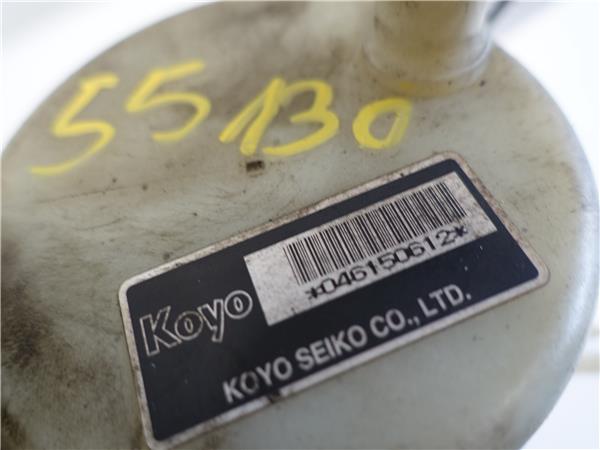 55130
*046150612*
Koyo
KOYO SEIKO CO., LTD.